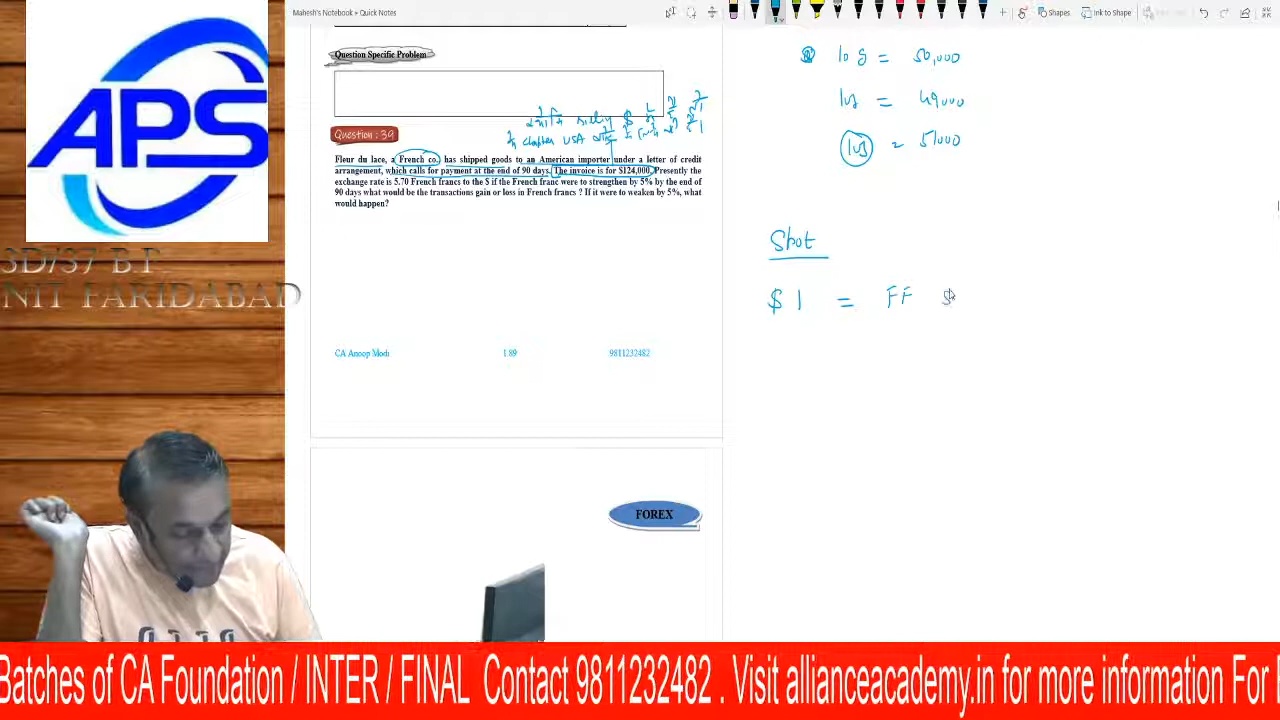 Mahesh's Notebook » Quick Notes
Shapes
Ink to Shape
APS
3D/37 B.P.
NIT FARIDABAD
Question Specific Problem
chapter USA
$
Question : 39
Fleur du lace, a French co. has shipped goods to an American importer under a letter of credit
arrangement, which calls for payment at the end of 90 days. The invoice is for $124,000. Presently the
exchange rate is 5.70 French francs to the $ if the French franc were to strengthen by 5% by the end of
90 days what would be the transactions gain or loss in French francs ? If it were to weaken by 5%, what
would happen?
CA Anoop Modi
1.89
9811232482
FOREX
10 g = 50,000
= 49000
= 51000
Spot
$ 1 = FF
Batches of CA Foundation / INTER / FINAL Contact 9811232482 . Visit allianceacademy.in for more information For